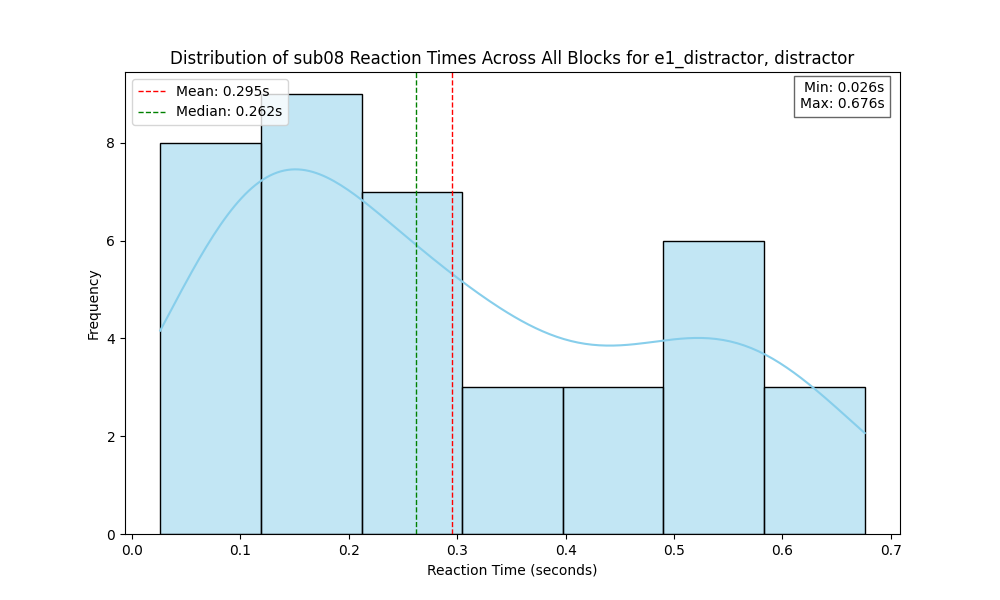 Distribution of sub08 Reaction Times Across All Blocks for e1_distractor, distractor
Mean: 0.295s
Median: 0.262s
Min: 0.026s
Max: 0.676s
Frequency
8
6
4
2
0
0.0 0.1 0.2 0.3 0.4 0.5 0.6 0.7
Reaction Time (seconds)